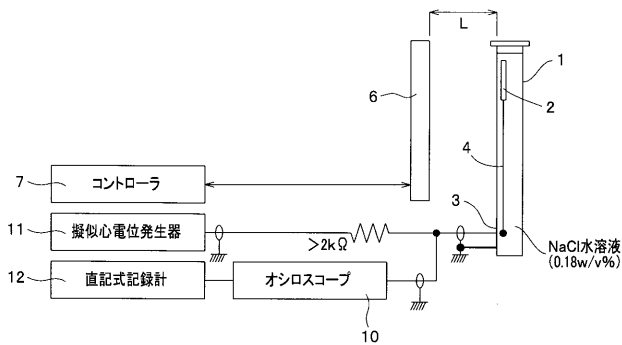 L
1
6
2
4
7
コントローラ
3
11
擬似心電位発生器
>2kΩ
NaCl水溶液
(0.18w/v%)
12
直記式記録計
オシロスコープ
10